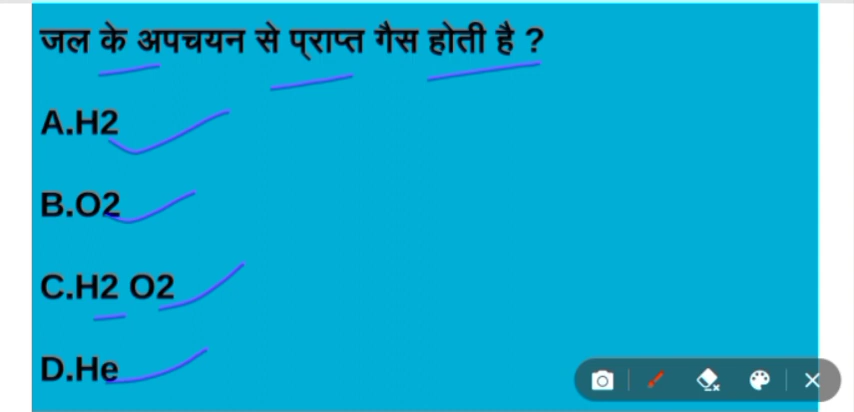 जल के अपचयन से प्राप्त गैस होती है ?
A.H2
B.O2
C.H2 O2
D.He